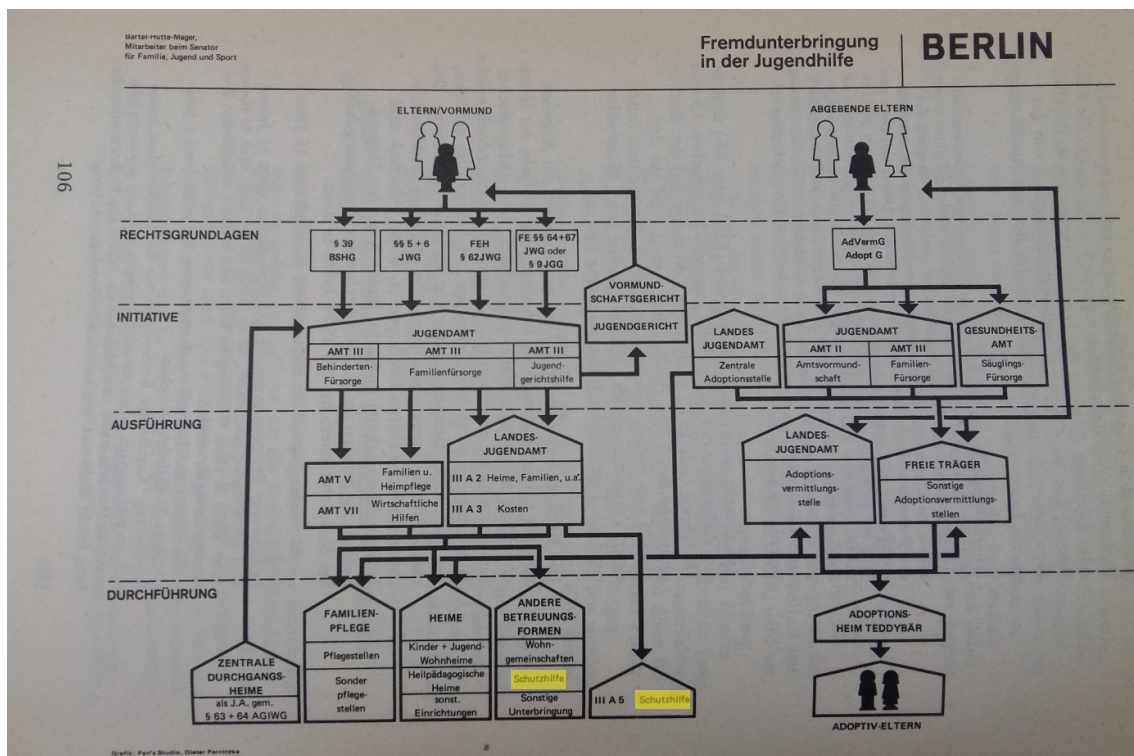 Bartel-Hütte-Mager,
Mitarbeiter beim Senator
für Familie, Jugend und Sport
Fremdunterbringung
in der Jugendhilfe
BERLIN
106
ELTERN/VORMUND
ABGEBENDE ELTERN
RECHTSGRUNDLAGEN
§ 39
BSHG
§§ 5 + 6
JWG
FEH
§ 62JWG
FE §§ 64+67
JWG oder
§ 9JGG
AdVermG
Adopt G
VORMUND-
SCHAFTSGERICHT
JUGENDGERICHT
INITIATIVE
JUGENDAMT
AMT III
Behinderten-
Fürsorge
AMT III
Familienfürsorge
AMT III
Jugend-
gerichtshilfe
LANDES
JUGENDAMT
Zentrale
Adoptionsstelle
JUGENDAMT
AMT II
Amtsvormund-
schaft
AMT III
Familien-
Fürsorge
GESUNDHEITS-
AMT
Säuglings-
Fürsorge
AUSFÜHRUNG
AMT V
Familien u.
Heimpflege
AMT VII
Wirtschaftliche
Hilfen
LANDES-
JUGENDAMT
III A 2 Heime, Familien, u.a.
III A 3 Kosten
LANDES-
JUGENDAMT
Adoptions-
vermittlungs-
stelle
FREIE TRÄGER
Sonstige
Adoptionsvermittlungs-
stellen
DURCHFÜHRUNG
ZENTRALE
DURCHGANGS-
HEIME
als J.A. gem.
§ 63 + 64 AGJWG
FAMILIEN-
PFLEGE
Pflegestellen
Sonder
pflege-
stellen
HEIME
Kinder + Jugend-
Wohnheime
Heilpädagogische
Heime
sonst.
Einrichtungen
ANDERE
BETREUUNGS-
FORMEN
Wohn-
gemeinschaften
Schutzhilfe
Sonstige
Unterbringung
III A 5 Schutzhilfe
ADOPTIONS-
HEIM TEDDYBÄR
ADOPTIV-ELTERN
Grafik: Pen's Studio, Dieter Parnitzke